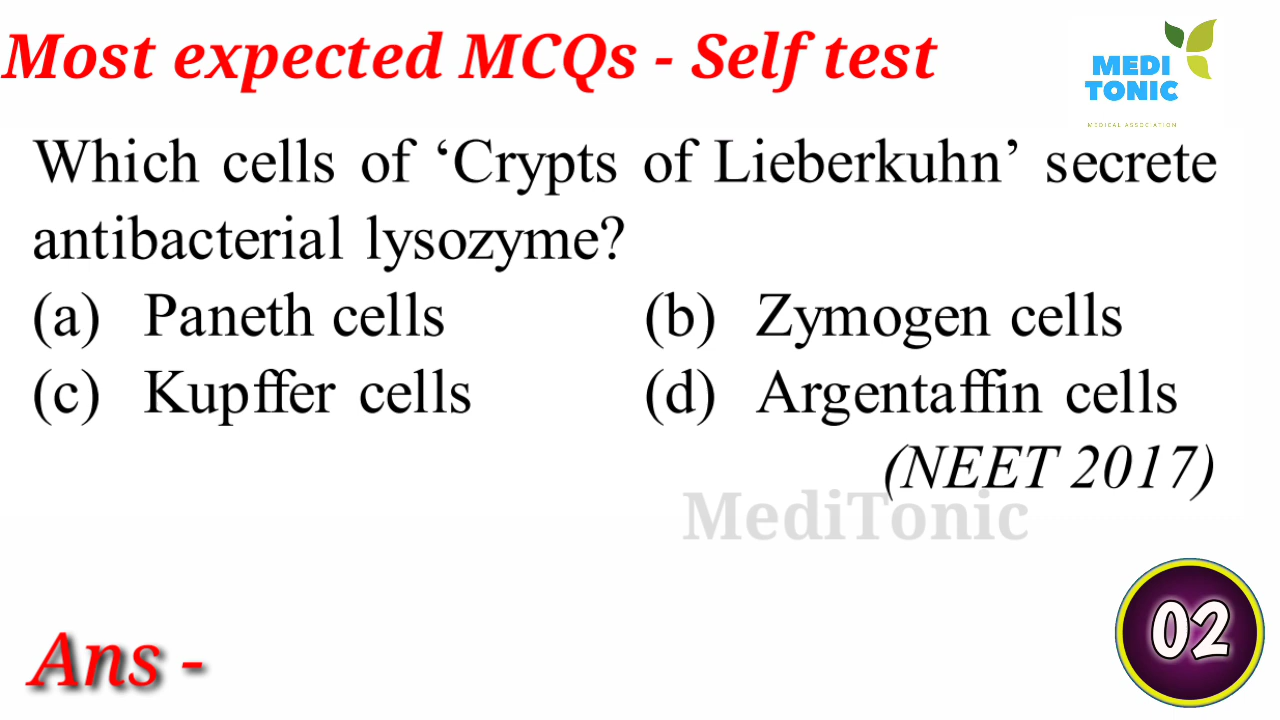 Most expected MCQs - Self test
MEDI
TONIC
MEDICAL ASSOCIATION
Which cells of ‘Crypts of Lieberkuhn’ secrete
antibacterial lysozyme?
(a) Paneth cells (b) Zymogen cells
(c) Kupffer cells (d) Argentaffin cells
(NEET 2017)
MediTonic
02
Ans -